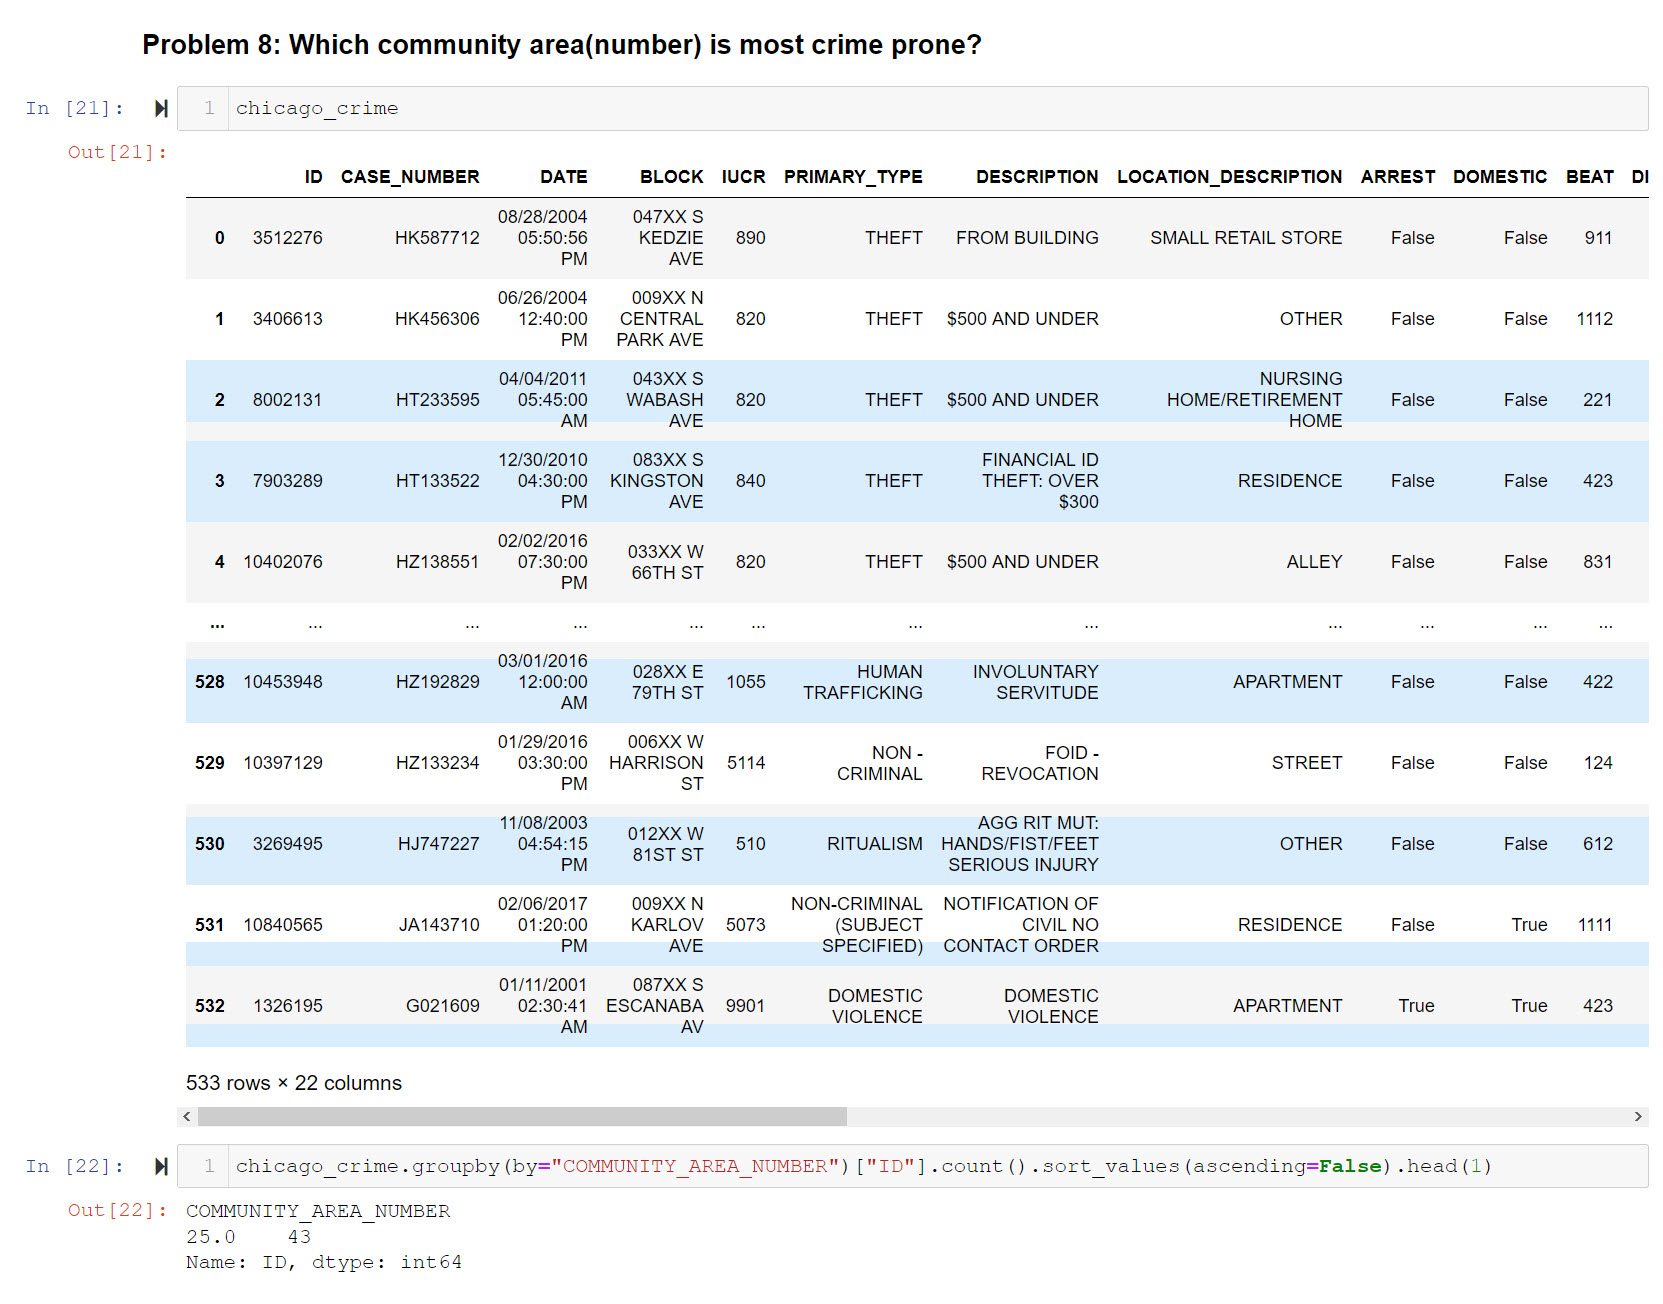 Problem 8: Which community area(number) is most crime prone?
In [21]: 1 chicago_crime
Out[21]:
ID CASE_NUMBER DATE BLOCK IUCR PRIMARY_TYPE DESCRIPTION LOCATION_DESCRIPTION ARREST DOMESTIC BEAT DI
0 3512276 HK587712 08/28/2004 05:50:56 PM 047XX S KEDZIE AVE 890 THEFT FROM BUILDING SMALL RETAIL STORE False False 911
1 3406613 HK456306 06/26/2004 12:40:00 PM 009XX N CENTRAL PARK AVE 820 THEFT $500 AND UNDER OTHER False False 1112
2 8002131 HT233595 04/04/2011 05:45:00 AM 043XX S WABASH AVE 820 THEFT $500 AND UNDER NURSING HOME/RETIREMENT HOME False False 221
3 7903289 HT133522 12/30/2010 04:30:00 PM 083XX S KINGSTON AVE 840 THEFT FINANCIAL ID THEFT: OVER $300 RESIDENCE False False 423
4 10402076 HZ138551 02/02/2016 07:30:00 PM 033XX W 66TH ST 820 THEFT $500 AND UNDER ALLEY False False 831
... ... ... ... ... ... ... ... ... ... ... ...
528 10453948 HZ192829 03/01/2016 12:00:00 AM 028XX E 79TH ST 1055 HUMAN TRAFFICKING INVOLUNTARY SERVITUDE APARTMENT False False 422
529 10397129 HZ133234 01/29/2016 03:30:00 PM 006XX W HARRISON ST 5114 NON - CRIMINAL FOID - REVOCATION STREET False False 124
530 3269495 HJ747227 11/08/2003 04:54:15 PM 012XX W 81ST ST 510 RITUALISM AGG RIT MUT: HANDS/FIST/FEET SERIOUS INJURY OTHER False False 612
531 10840565 JA143710 02/06/2017 01:20:00 PM 009XX N KARLOV AVE 5073 NON-CRIMINAL (SUBJECT SPECIFIED) NOTIFICATION OF CIVIL NO CONTACT ORDER RESIDENCE False True 1111
532 1326195 G021609 01/11/2001 02:30:41 AM 087XX S ESCANABA AV 9901 DOMESTIC VIOLENCE DOMESTIC VIOLENCE APARTMENT True True 423
533 rows × 22 columns
In [22]: 1 chicago_crime.groupby(by="COMMUNITY_AREA_NUMBER")["ID"].count().sort_values(ascending=False).head(1)
Out[22]: COMMUNITY_AREA_NUMBER
25.0 43
Name: ID, dtype: int64